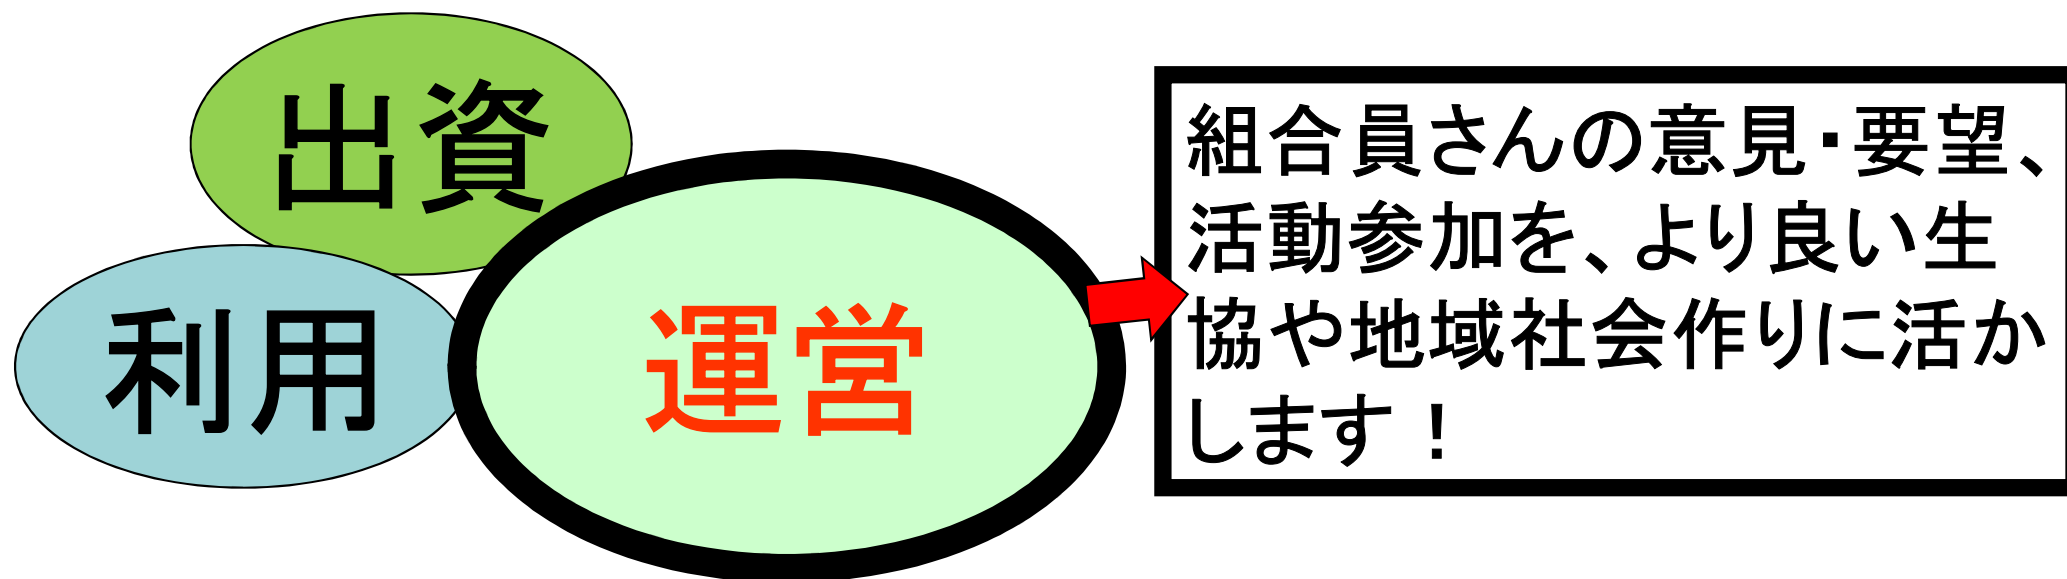 出資
利用
運営
組合員さんの意見・要望、
活動参加を、より良い生
協や地域社会作りに活か
します！